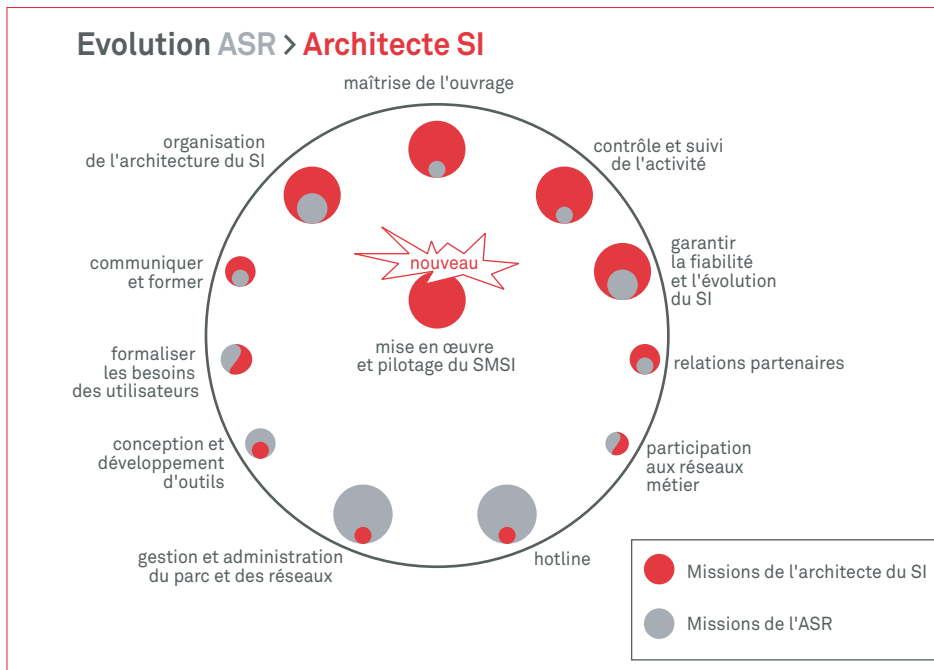 Evolution ASR > Architecte SI
maîtrise de l'ouvrage
organisation
de l'architecture du SI
contrôle et suivi
de l'activité
communiquer
et former
nouveau
garantir
la fiabilité
et l'évolution
du SI
formaliser
les besoins
des utilisateurs
mise en œuvre
et pilotage du SMSI
relations partenaires
conception et
développement
d'outils
participation
aux réseaux
métier
gestion et administration
du parc et des réseaux
hotline
Missions de l'architecte du SI
Missions de l'ASR